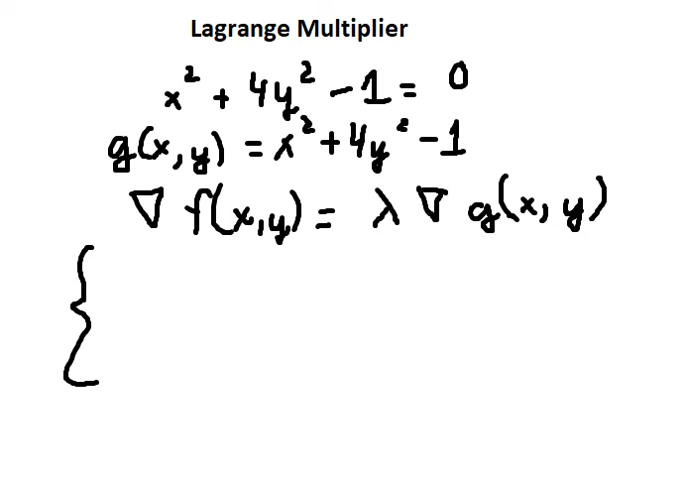 Lagrange Multiplier
x² + 4y² - 1 = 0
g(x,y) = x² + 4y² - 1
∇ f(x,y) = λ ∇ g(x,y)
{